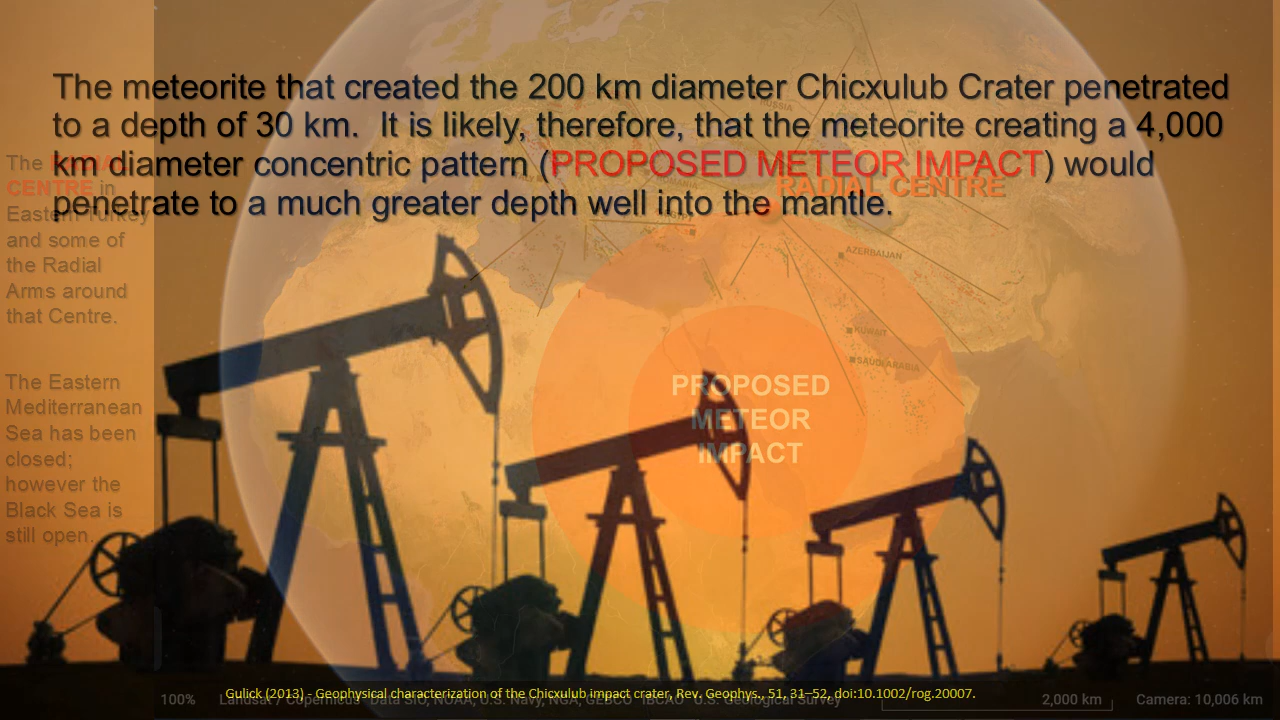 The meteorite that created the 200 km diameter Chicxulub Crater penetrated
to a depth of 30 km. It is likely, therefore, that the meteorite creating a 4,000
km diameter concentric pattern (PROPOSED METEOR IMPACT) would
penetrate to a much greater depth well into the mantle.
RADIAL CENTRE
The RADIAL
CENTRE in
Eastern Turkey
and some of
the Radial
Arms around
that Centre.
The Eastern
Mediterranean
Sea has been
closed;
however the
Black Sea is
still open.
RUSSIA
AZERBAIJAN
KUWAIT
SAUDI ARABIA
PROPOSED
METEOR
IMPACT
Gulick (2013) - Geophysical characterization of the Chicxulub impact crater, Rev. Geophys., 51, 31–52, doi:10.1002/rog.20007.
100% Landsat / Copernicus Data SIO, NOAA, U.S. Navy, NGA, GEBCO IBCAO U.S. Geological Survey 2,000 km Camera: 10,006 km